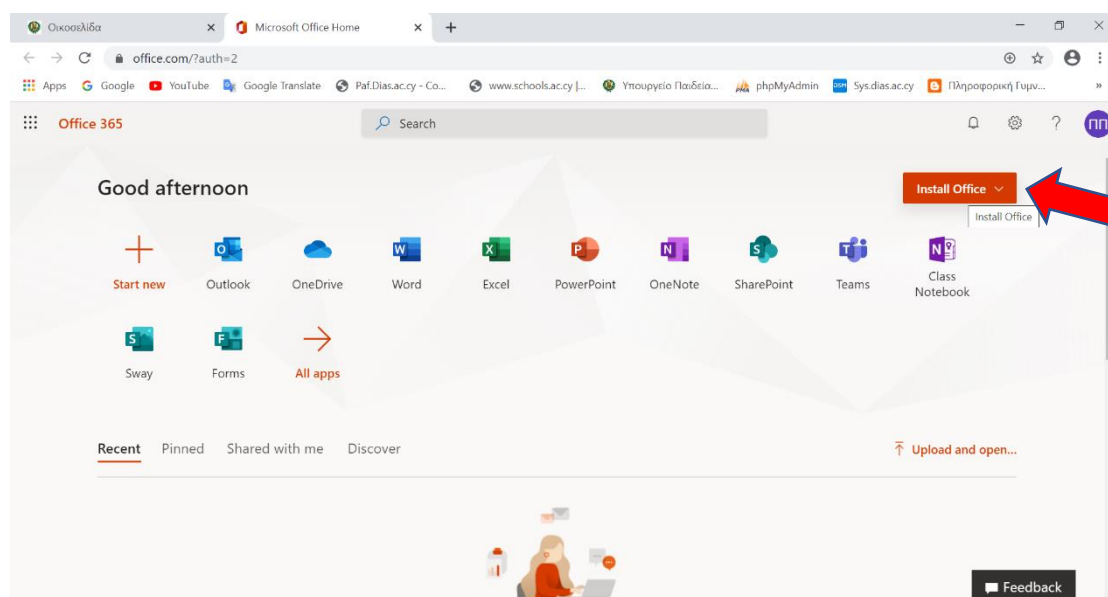 Οικοσελίδα
Microsoft Office Home
office.com/?auth=2
Apps Google YouTube Google Translate Paf.Dias.ac.cy - Co... www.schools.ac.cy |... Υπουργείο Παιδεία... phpMyAdmin Sys.dias.ac.cy Πληροφορική Γυμν... »
Office 365
Search
? ΠΠ
Good afternoon
Install Office
Install Office
Start new Outlook OneDrive Word Excel PowerPoint OneNote SharePoint Teams Class Notebook
Sway Forms All apps
Recent Pinned Shared with me Discover
Upload and open...
Feedback